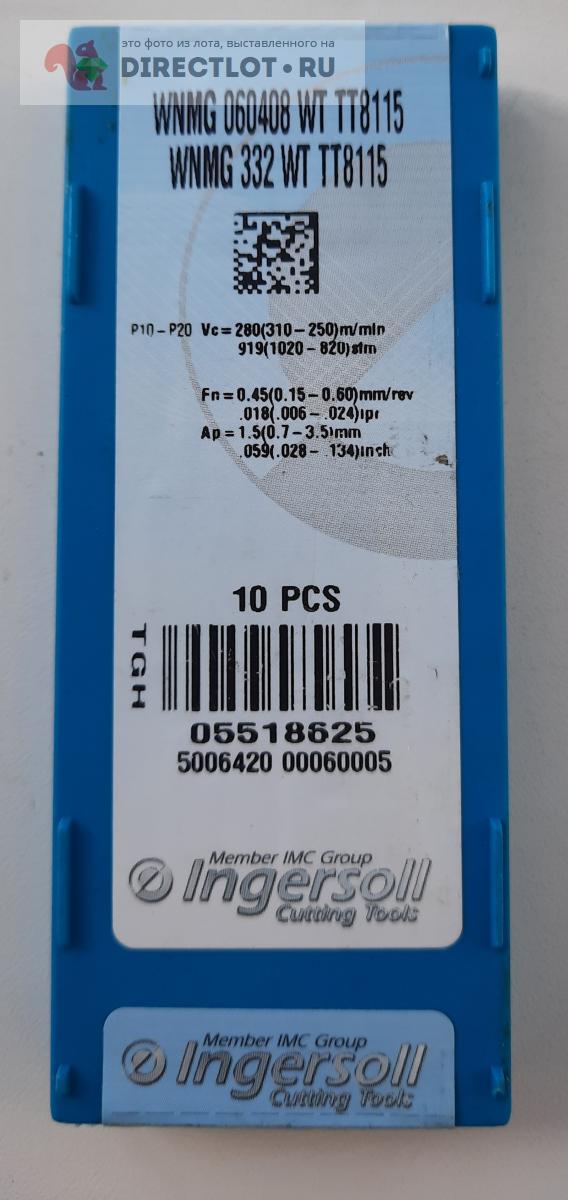 это фото из лота, выставленного на
DIRECTLOT.RU
WNMG 060408 WT TT8115
WNMG 332 WT TT8115
P10-P20 Vc=280(310-250)m/min
919(1020-820)sfm
Fn=0.45(0.15-0.60)mm/rev
.018(.006-.024)ipr
Ap=1.5(0.7-3.5)mm
.059(.028-.134)inch
10 PCS
TGH
05518625
5006420 00060005
Member IMC Group
Ingersoll
Cutting Tools
Member IMC Group
Ingersoll
Cutting Tools